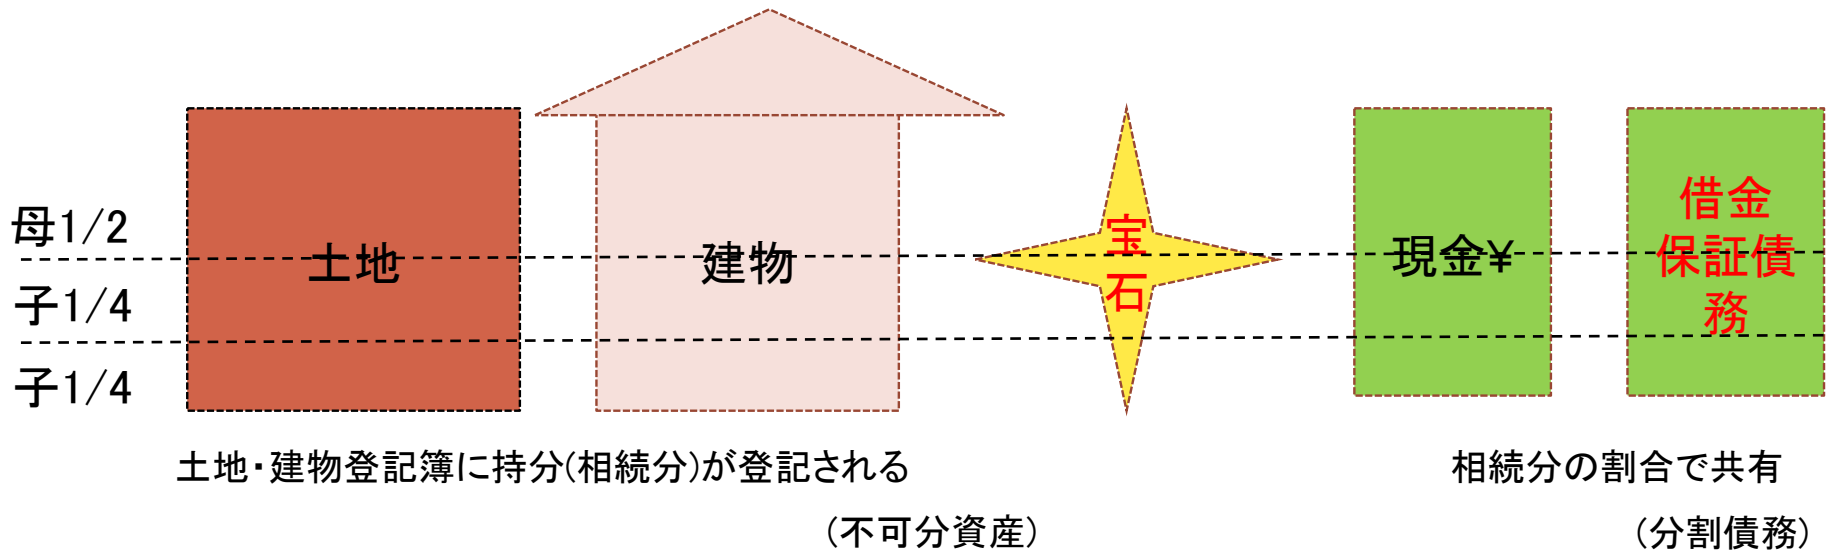 母1/2
子1/4
子1/4
土地
建物
宝
石
現金¥
借金
保証債
務
土地・建物登記簿に持分(相続分)が登記される
(不可分資産)
相続分の割合で共有
(分割債務)